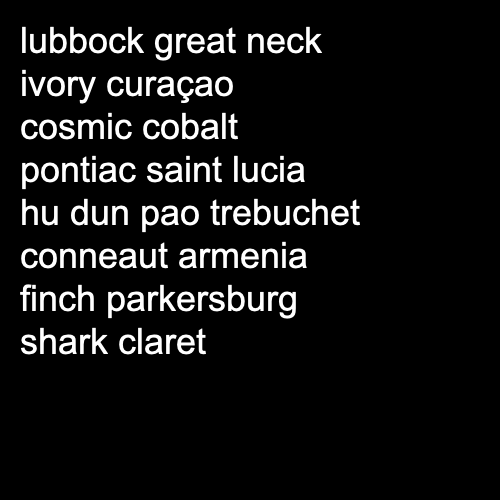 lubbock great neck
ivory curaçao
cosmic cobalt
pontiac saint lucia
hu dun pao trebuchet
conneaut armenia
finch parkersburg
shark claret